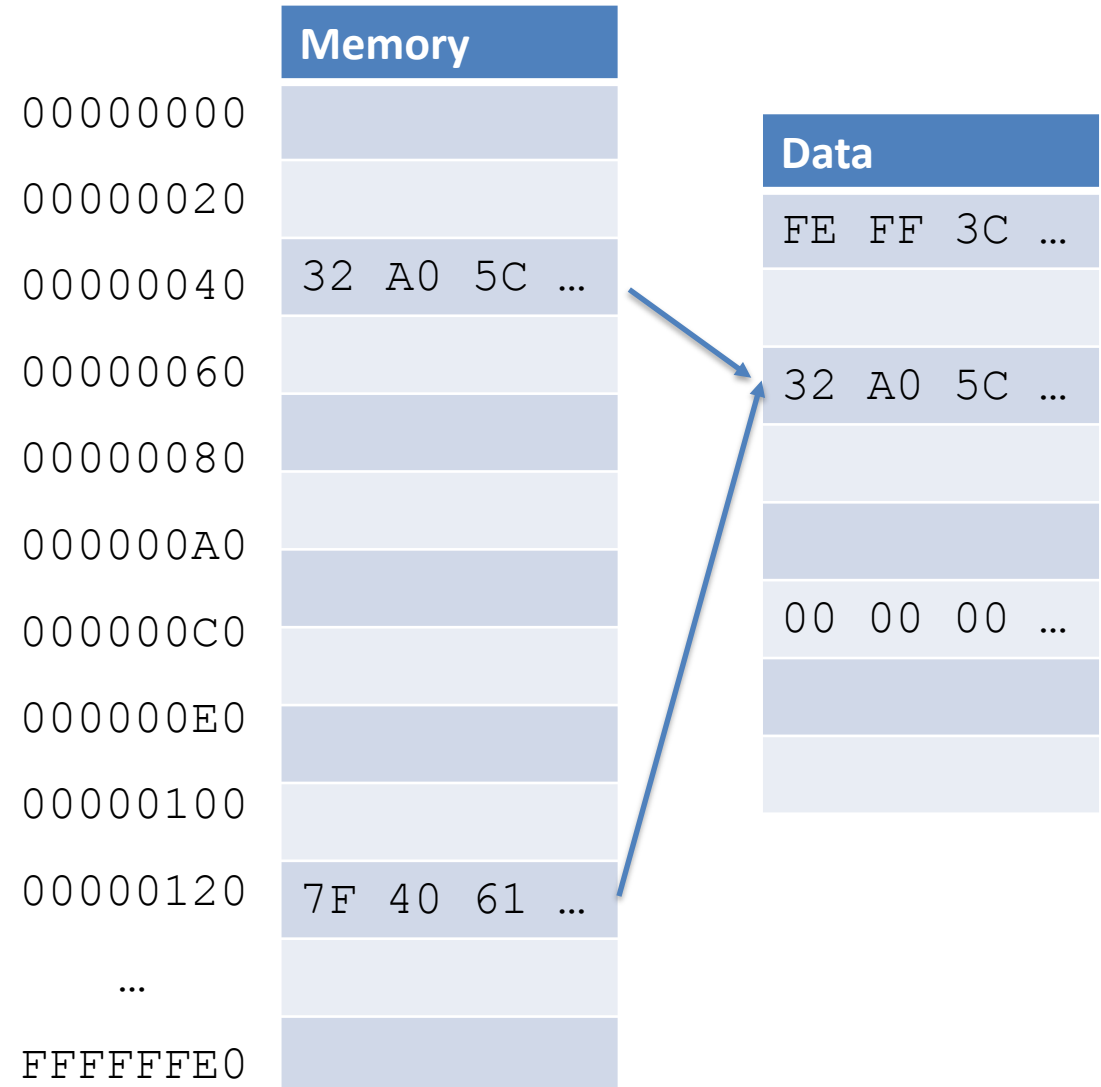 Memory
00000000
00000020
00000040 32 A0 5C …
00000060
00000080
000000A0
000000C0
000000E0
00000100
00000120 7F 40 61 …
…
FFFFFFE0
Data
FE FF 3C …
32 A0 5C …
00 00 00 …